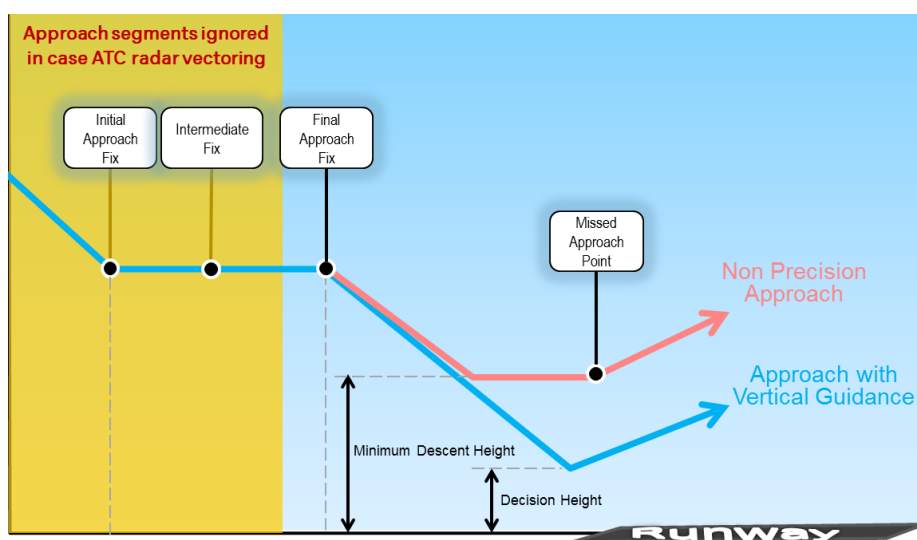 Approach segments ignored
in case ATC radar vectoring
Initial
Approach
Fix
Intermediate
Fix
Final
Approach
Fix
Missed
Approach
Point
Non Precision
Approach
Approach with
Vertical Guidance
Minimum Descent Height
Decision Height
Runway